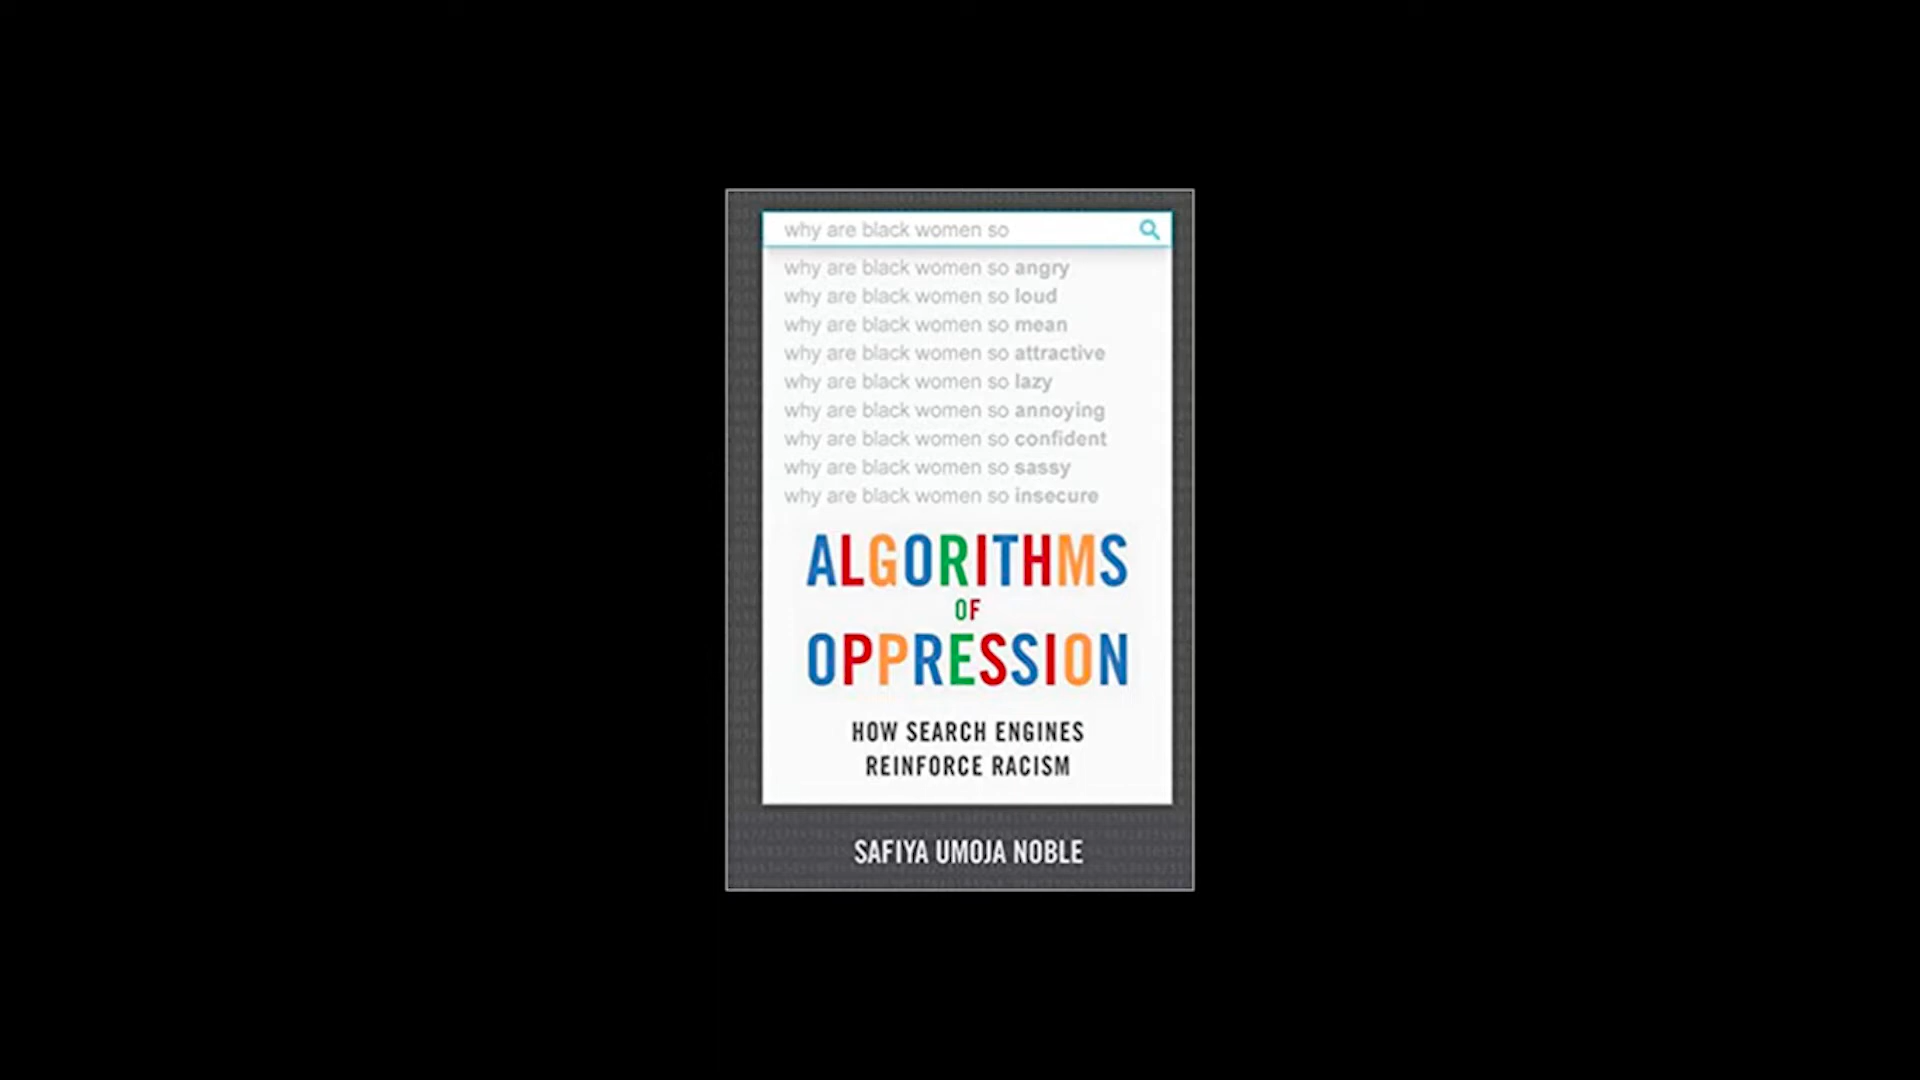 why are black women so
why are black women so angry
why are black women so loud
why are black women so mean
why are black women so attractive
why are black women so lazy
why are black women so annoying
why are black women so confident
why are black women so sassy
why are black women so insecure
ALGORITHMS
OF
OPPRESSION
HOW SEARCH ENGINES
REINFORCE RACISM
SAFIYA UMOJA NOBLE